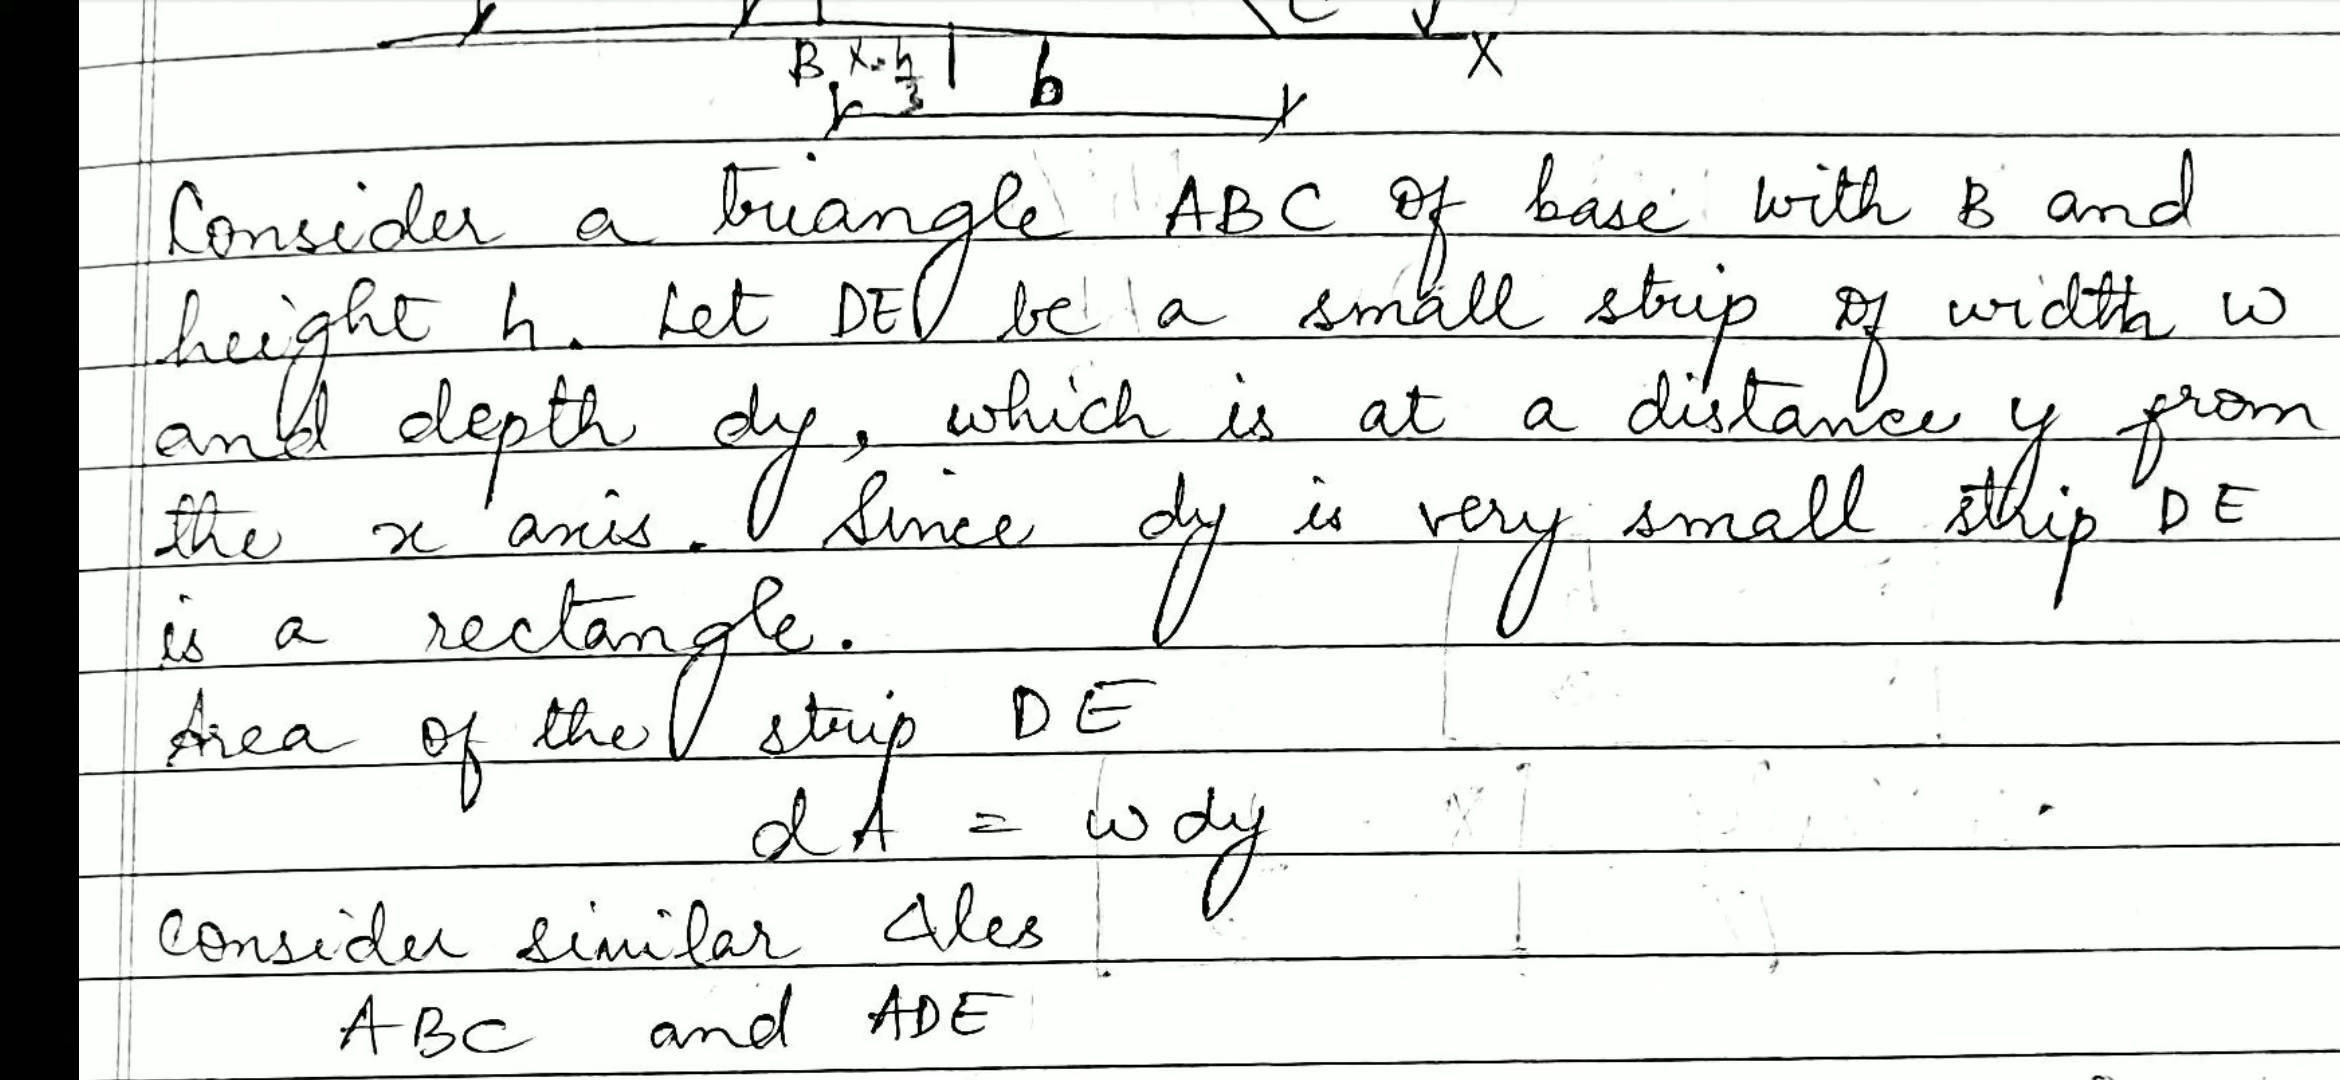 C
X
B x = h/3 b
Consider a triangle ABC of base with B and
height h. Let DE be a small strip of width w
and depth dy, which is at a distance y from
the x axis. Since dy is very small strip DE
is a rectangle.
Area of the strip DE
dA = w dy
Consider similar Δles
ABC and ADE